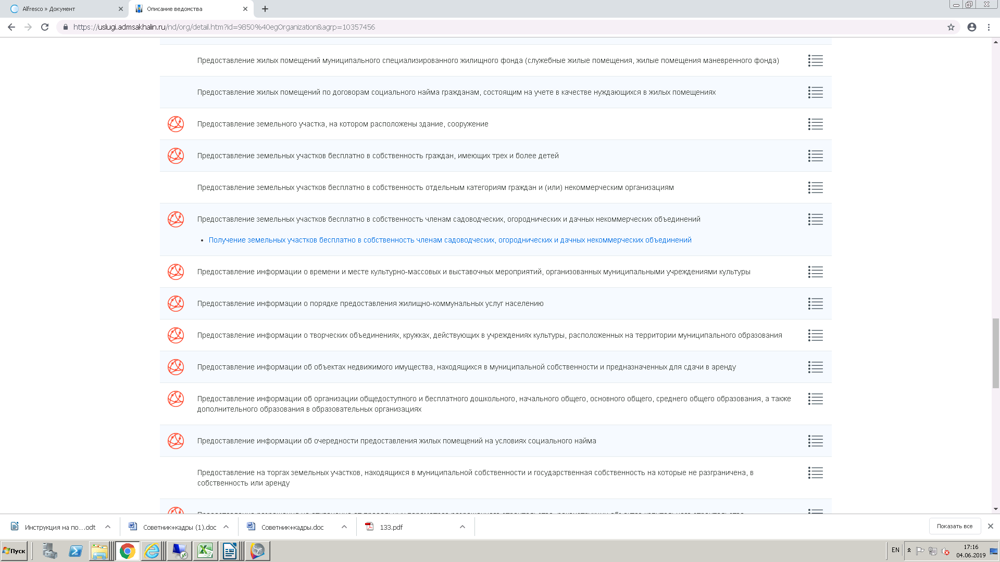 Alfresco » Документ
Описание ведомства
https://uslugi.admsakhalin.ru/nd/org/detail.htm?id=9850%40egOrganization&agrp=10357456
Предоставление жилых помещений муниципального специализированного жилищного фонда (служебные жилые помещения, жилые помещения маневренного фонда)
Предоставление жилых помещений по договорам социального найма гражданам, состоящим на учете в качестве нуждающихся в жилых помещениях
Предоставление земельного участка, на котором расположены здание, сооружение
Предоставление земельных участков бесплатно в собственность граждан, имеющих трех и более детей
Предоставление земельных участков бесплатно в собственность отдельным категориям граждан и (или) некоммерческим организациям
Предоставление земельных участков бесплатно в собственность членам садоводческих, огороднических и дачных некоммерческих объединений
Получение земельных участков бесплатно в собственность членам садоводческих, огороднических и дачных некоммерческих объединений
Предоставление информации о времени и месте культурно-массовых и выставочных мероприятий, организованных муниципальными учреждениями культуры
Предоставление информации о порядке предоставления жилищно-коммунальных услуг населению
Предоставление информации о творческих объединениях, кружках, действующих в учреждениях культуры, расположенных на территории муниципального образования
Предоставление информации об объектах недвижимого имущества, находящихся в муниципальной собственности и предназначенных для сдачи в аренду
Предоставление информации об организации общедоступного и бесплатного дошкольного, начального общего, основного общего, среднего общего образования, а также
дополнительного образования в образовательных организациях
Предоставление информации об очередности предоставления жилых помещений на условиях социального найма
Предоставление на торгах земельных участков, находящихся в муниципальной собственности и государственная собственность на которые не разграничена, в
собственность или аренду
Инструкция на по....odt
Советник+кадры (1).doc
Советник+кадры.doc
133.pdf
Показать все
Пуск
EN
17:16
04.06.2019